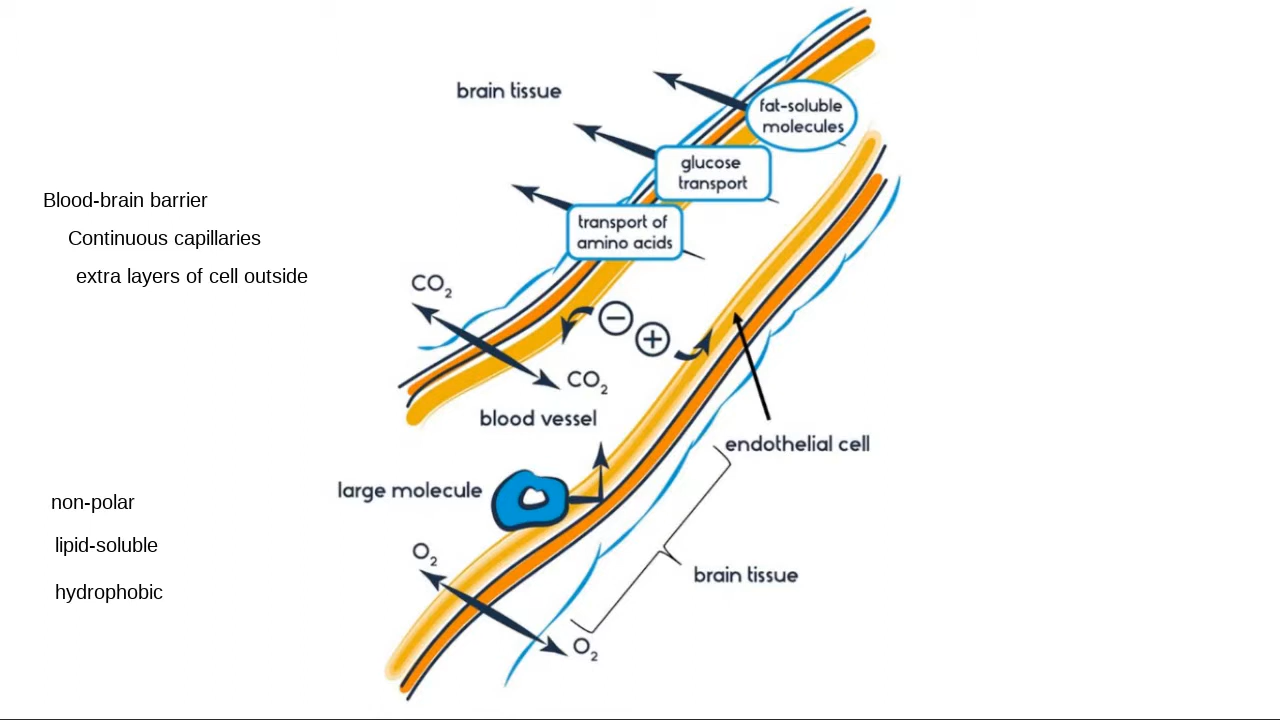 Blood-brain barrier
Continuous capillaries
extra layers of cell outside
non-polar
lipid-soluble
hydrophobic
brain tissue
fat-soluble
molecules
glucose
transport
transport of
amino acids
CO₂
−
+
CO₂
blood vessel
endothelial cell
large molecule
O₂
brain tissue
O₂